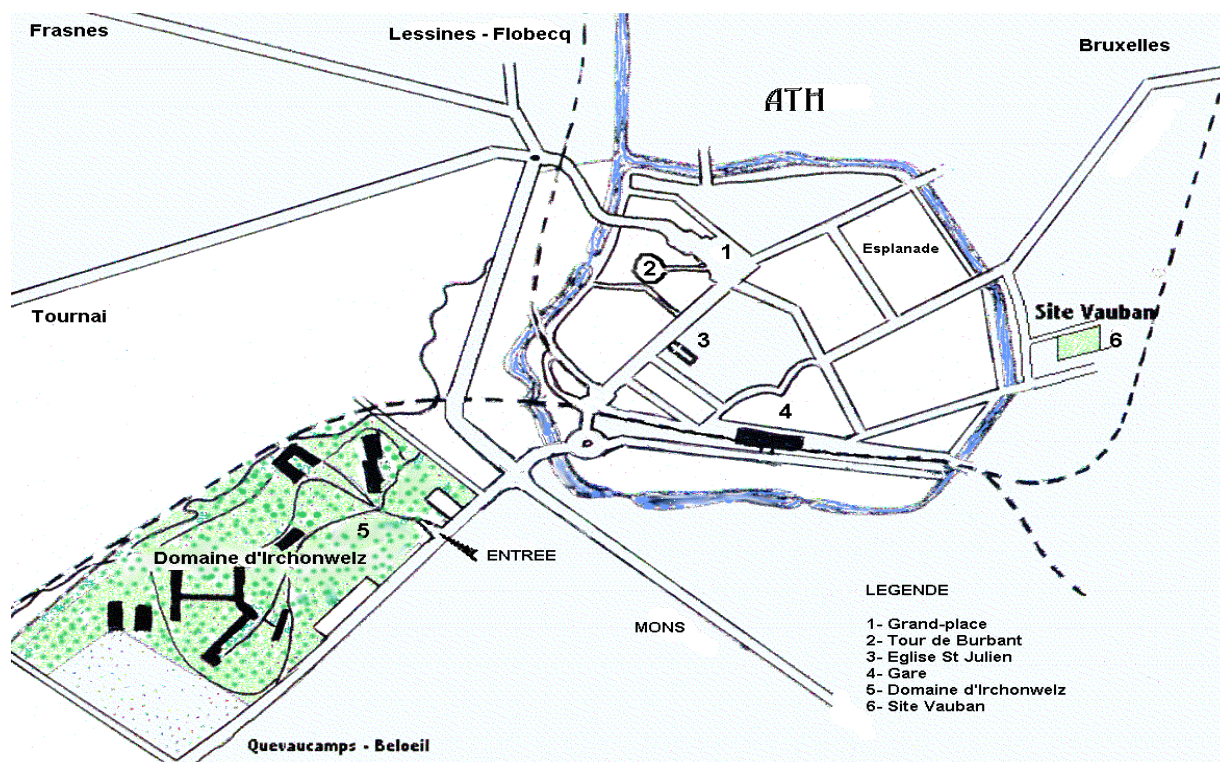 Frasnes
Lessines - Flobecq
Bruxelles
ATH
1
Esplanade
2
Tournai
Site Vauban
3
6
4
5
Domaine d'Irchonwelz
ENTREE
MONS
LEGENDE
1- Grand-place
2- Tour de Burbant
3- Eglise St Julien
4- Gare
5- Domaine d'Irchonwelz
6- Site Vauban
Quevaucamps - Beloeil